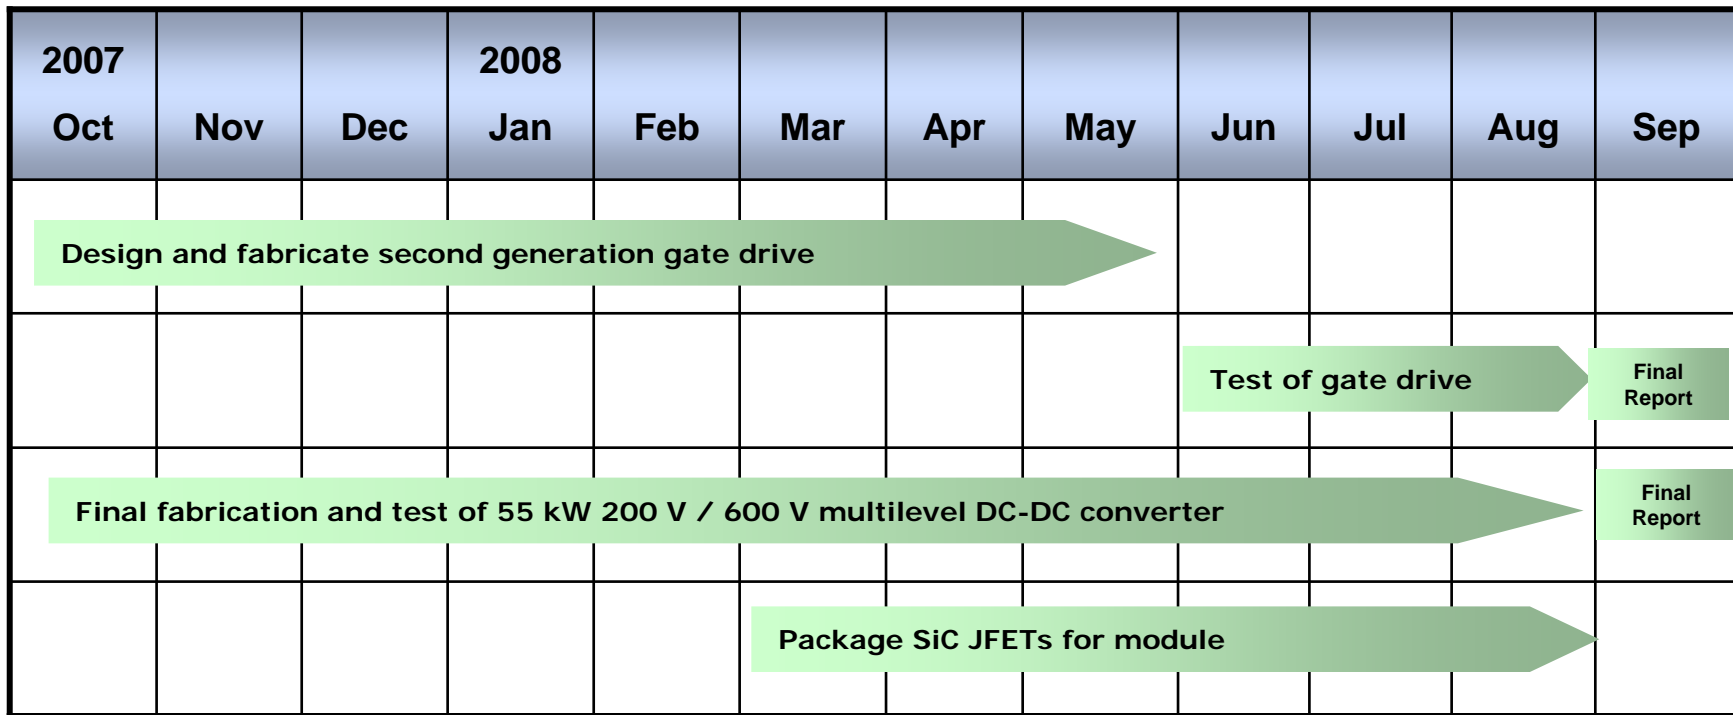 2007
2008
Oct Nov Dec Jan Feb Mar Apr May Jun Jul Aug Sep
Design and fabricate second generation gate drive
Test of gate drive
Final
Report
Final fabrication and test of 55 kW 200 V / 600 V multilevel DC-DC converter
Final
Report
Package SiC JFETs for module